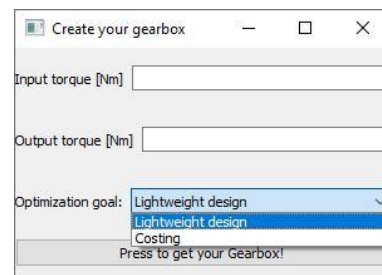 Create your gearbox
Input torque [Nm]
Output torque [Nm]
Optimization goal: Lightweight design
Lightweight design
Costing
Press to get your Gearbox!